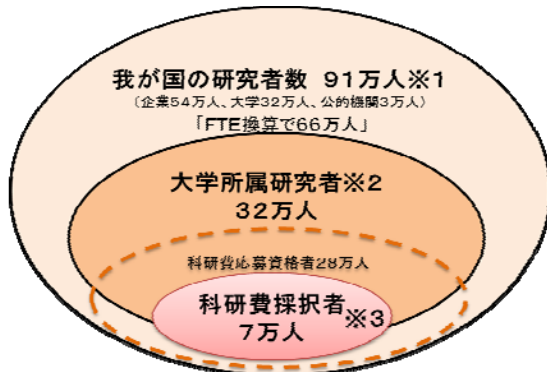 我が国の研究者数 91万人※1
(企業54万人、大学32万人、公的機関3万人)
「FTE換算で66万人」
大学所属研究者※2
32万人
科研費応募資格者28万人
科研費採択者
7万人 ※3